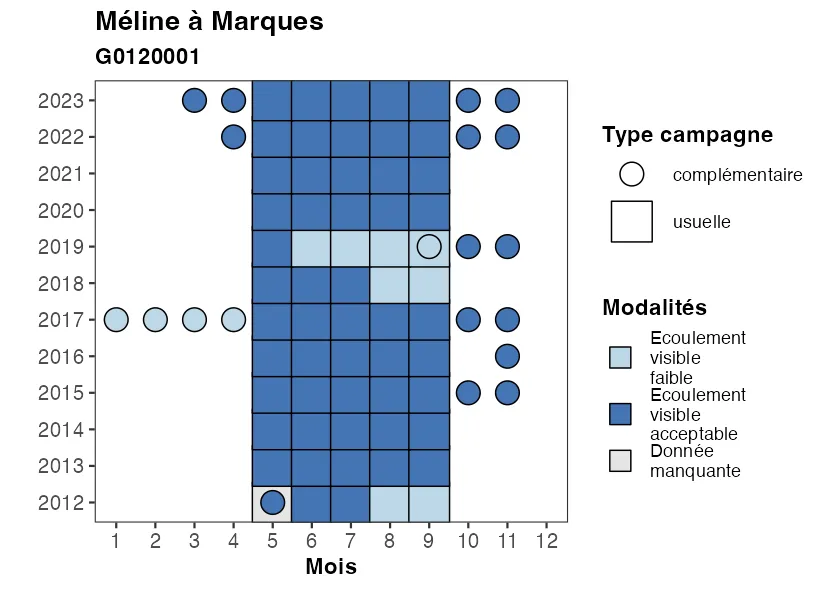 Méline à Marques
G0120001
2023
2022
2021
2020
2019
2018
2017
2016
2015
2014
2013
2012
1 2 3 4 5 6 7 8 9 10 11 12
Mois
Type campagne
complémentaire
usuelle
Modalités
Ecoulement
visible
faible
Ecoulement
visible
acceptable
Donnée
manquante